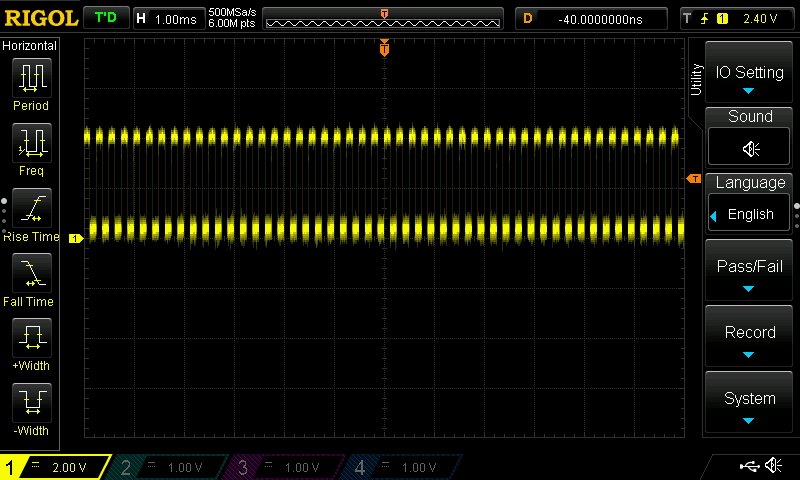 RIGOL T'D H 1.00ms 500MSa/s 6.00M pts T D -40.0000000ns T 1 2.40 V
Horizontal
T
Utility
IO Setting
Period
Sound
Freq
T
Language
Rise Time
English
1
Fall Time
Pass/Fail
+Width
Record
-Width
System
1 2.00 V 2 1.00 V 3 1.00 V 4 1.00 V